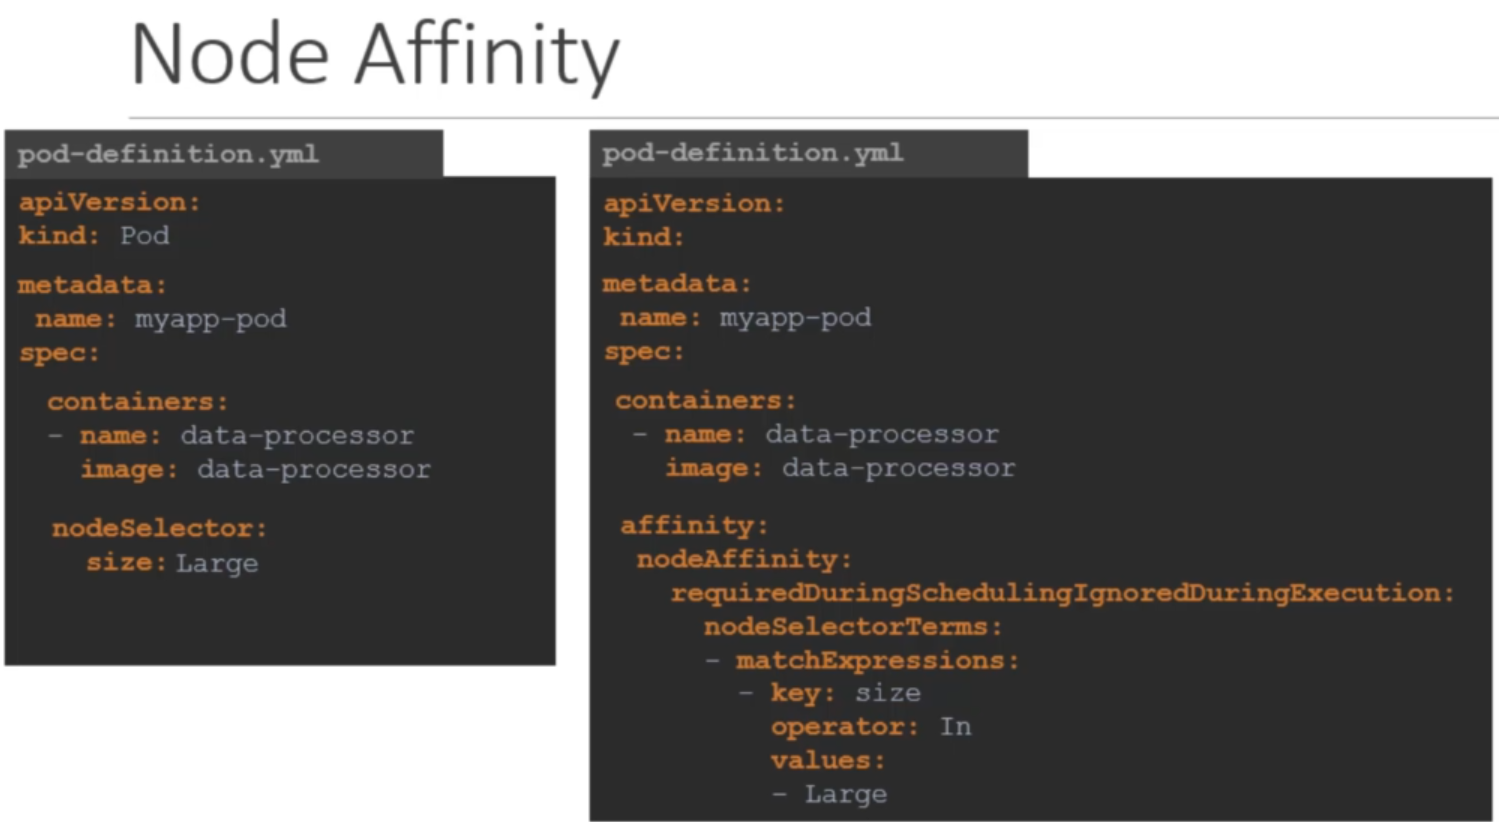 Node Affinity
pod-definition.yml
apiVersion:
kind: Pod
metadata:
name: myapp-pod
spec:
containers:
- name: data-processor
image: data-processor
nodeSelector:
size: Large
pod-definition.yml
apiVersion:
kind:
metadata:
name: myapp-pod
spec:
containers:
- name: data-processor
image: data-processor
affinity:
nodeAffinity:
requiredDuringSchedulingIgnoredDuringExecution:
nodeSelectorTerms:
- matchExpressions:
- key: size
operator: In
values:
- Large